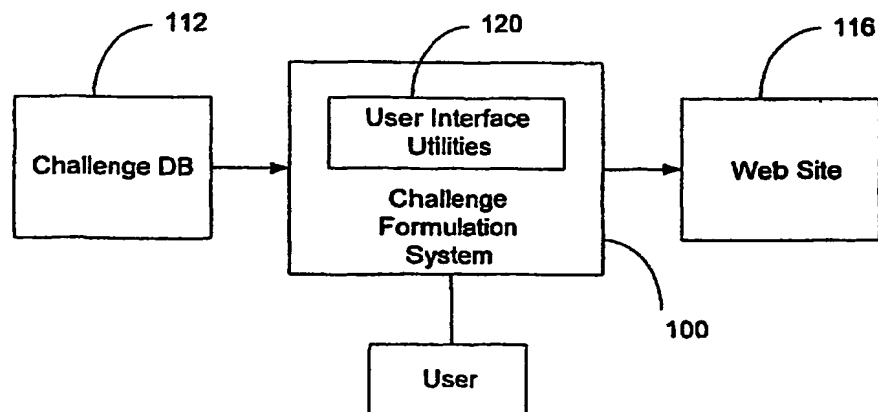 112
120
116
Challenge DB
User Interface
Utilities
Challenge
Formulation
System
Web Site
100
User